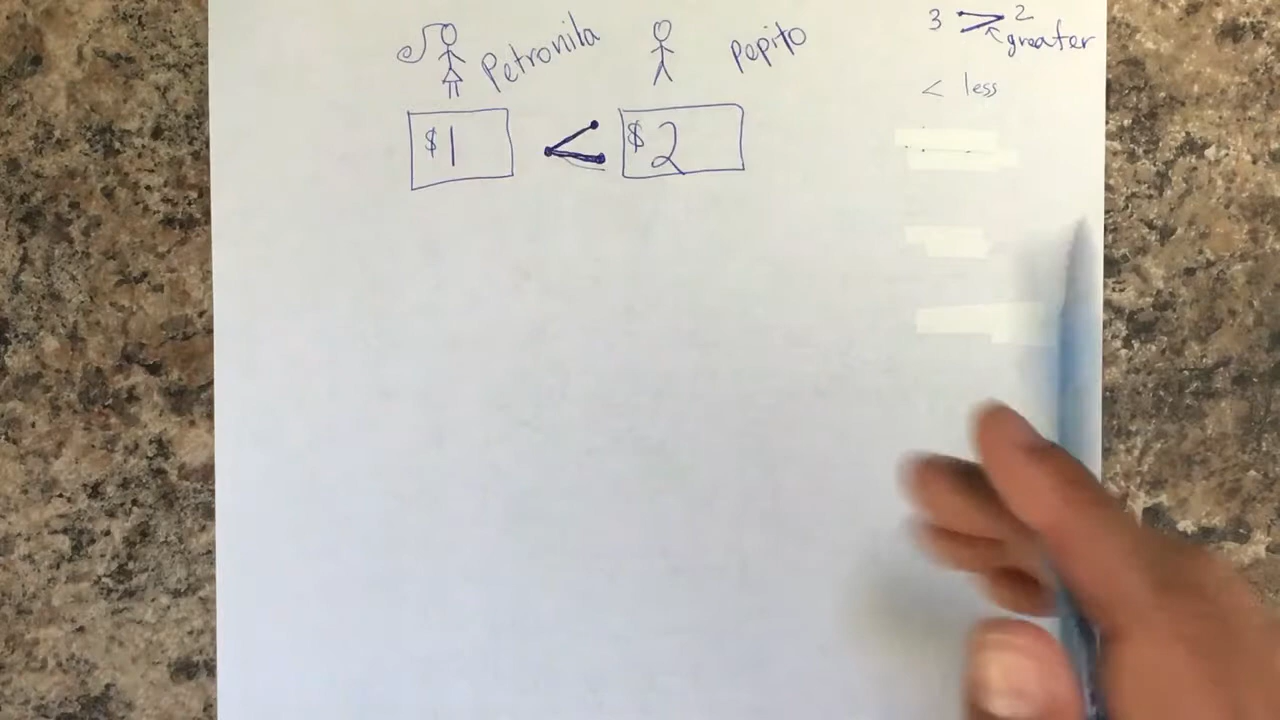 Petronila
Pepito
3 > 2
greater
< less
$1 < $2